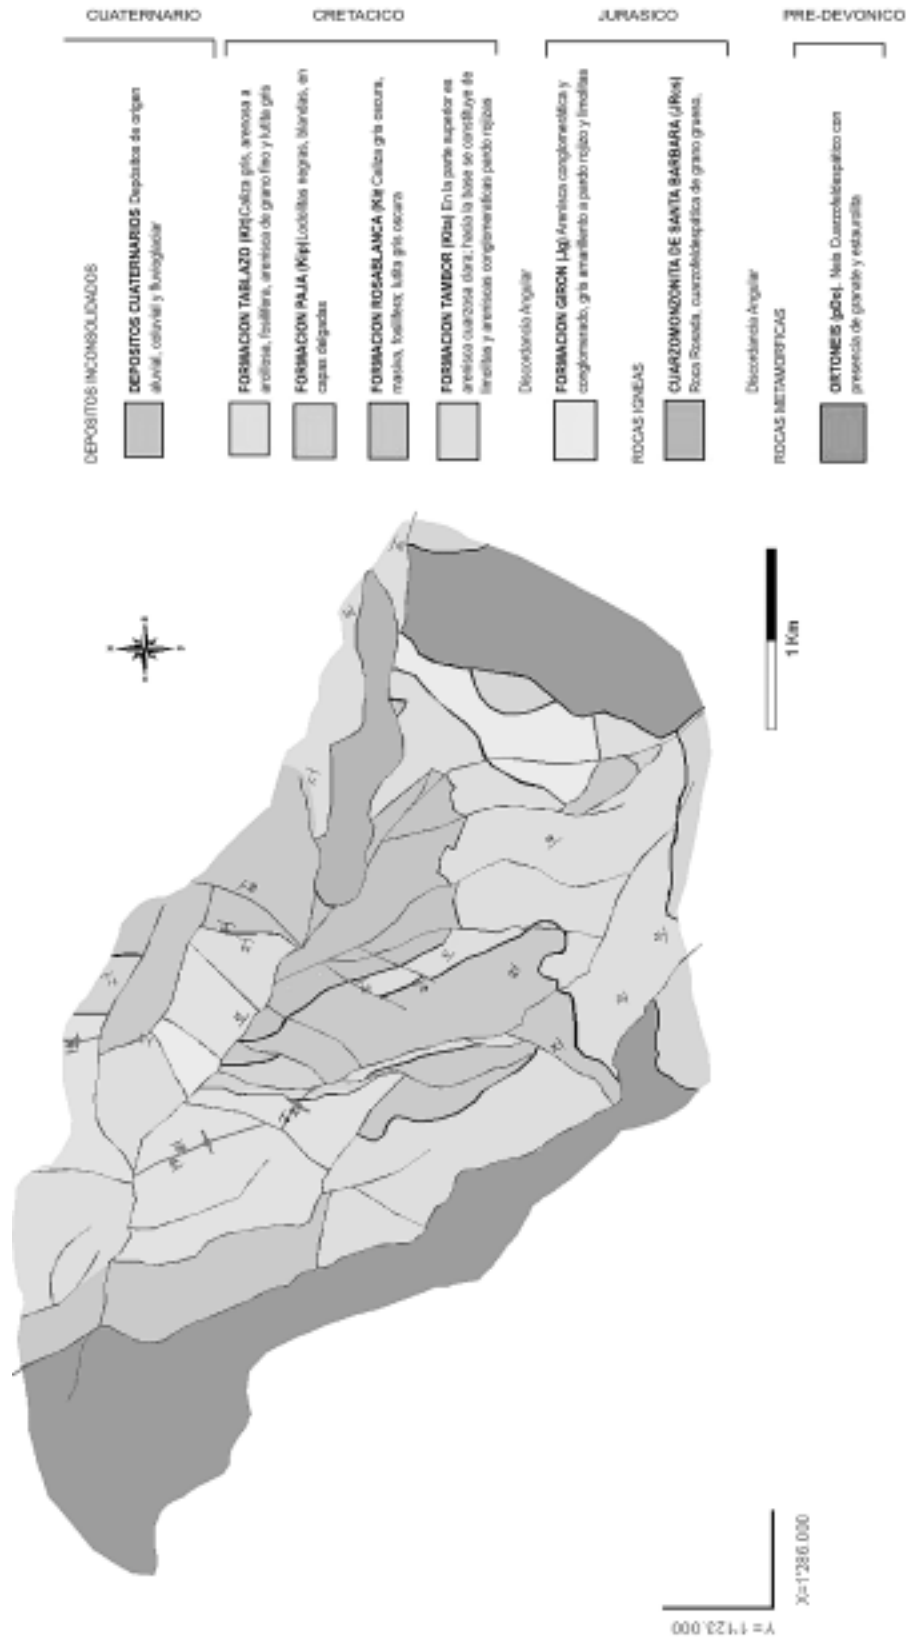 CUATERNARIO
CRETACICO
JURASICO
PRE-DEVONICO
DEPOSITOS INCONSOLIDADOS
DEPOSITOS CUATERNARIOS Depósitos de origen
aluvial, coluvial y fluvioglaciar
FORMACION TABLAZO (Kit) Caliza gris, arenosa a
arcillosa, fosilífera, arenisca de grano fino y lutita gris
FORMACION PAJA (Kip) Lodolitas negras, blandas, en
capas delgadas
FORMACION ROSABLANCA (Kir) Caliza gris oscura,
masiva, fosilífera; lutita gris oscura
FORMACION TAMBOR (Kita) En la parte superior es
arenisca cuarzosa clara; hacia la base se constituye de
limolitas y areniscas conglomeráticas pardo rojizas
Discordancia Angular
FORMACION GIRON (Jg) Arenisca conglomerática y
conglomerado, gris amarillento a pardo rojizo y limolitas
ROCAS IGNEAS
CUARZOMONZONITA DE SANTA BARBARA (JRcs)
Roca Rosada, cuarzofeldespática de grano grueso,
Discordancia Angular
ROCAS METAMORFICAS
ORTONEIS (pDo). Neis Cuarzofeldespático con
presencia de granate y estaurolita
1 Km
X=1'286.000
Y=1'123.000